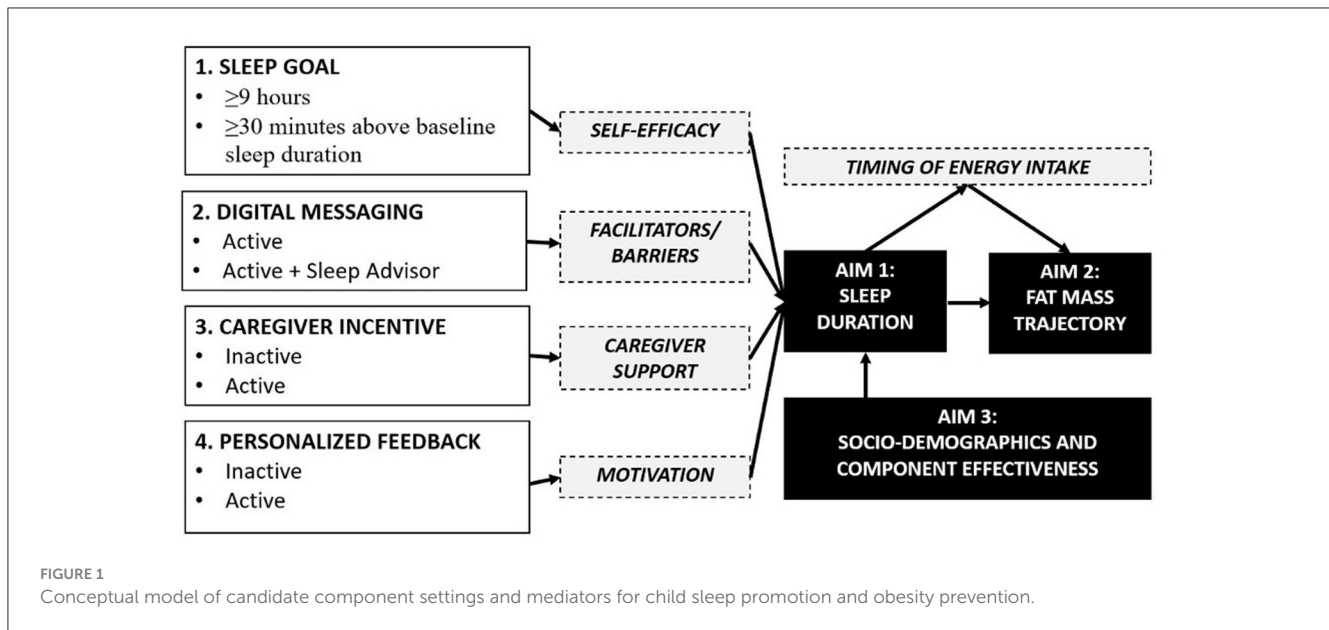 1. SLEEP GOAL
• ≥9 hours
• ≥30 minutes above baseline
sleep duration
2. DIGITAL MESSAGING
• Active
• Active + Sleep Advisor
3. CAREGIVER INCENTIVE
• Inactive
• Active
4. PERSONALIZED FEEDBACK
• Inactive
• Active
SELF-EFFICACY
FACILITATORS/
BARRIERS
CAREGIVER
SUPPORT
MOTIVATION
TIMING OF ENERGY INTAKE
AIM 1:
SLEEP
DURATION
AIM 2:
FAT MASS
TRAJECTORY
AIM 3:
SOCIO-DEMOGRAPHICS AND
COMPONENT EFFECTIVENESS
FIGURE 1
Conceptual model of candidate component settings and mediators for child sleep promotion and obesity prevention.